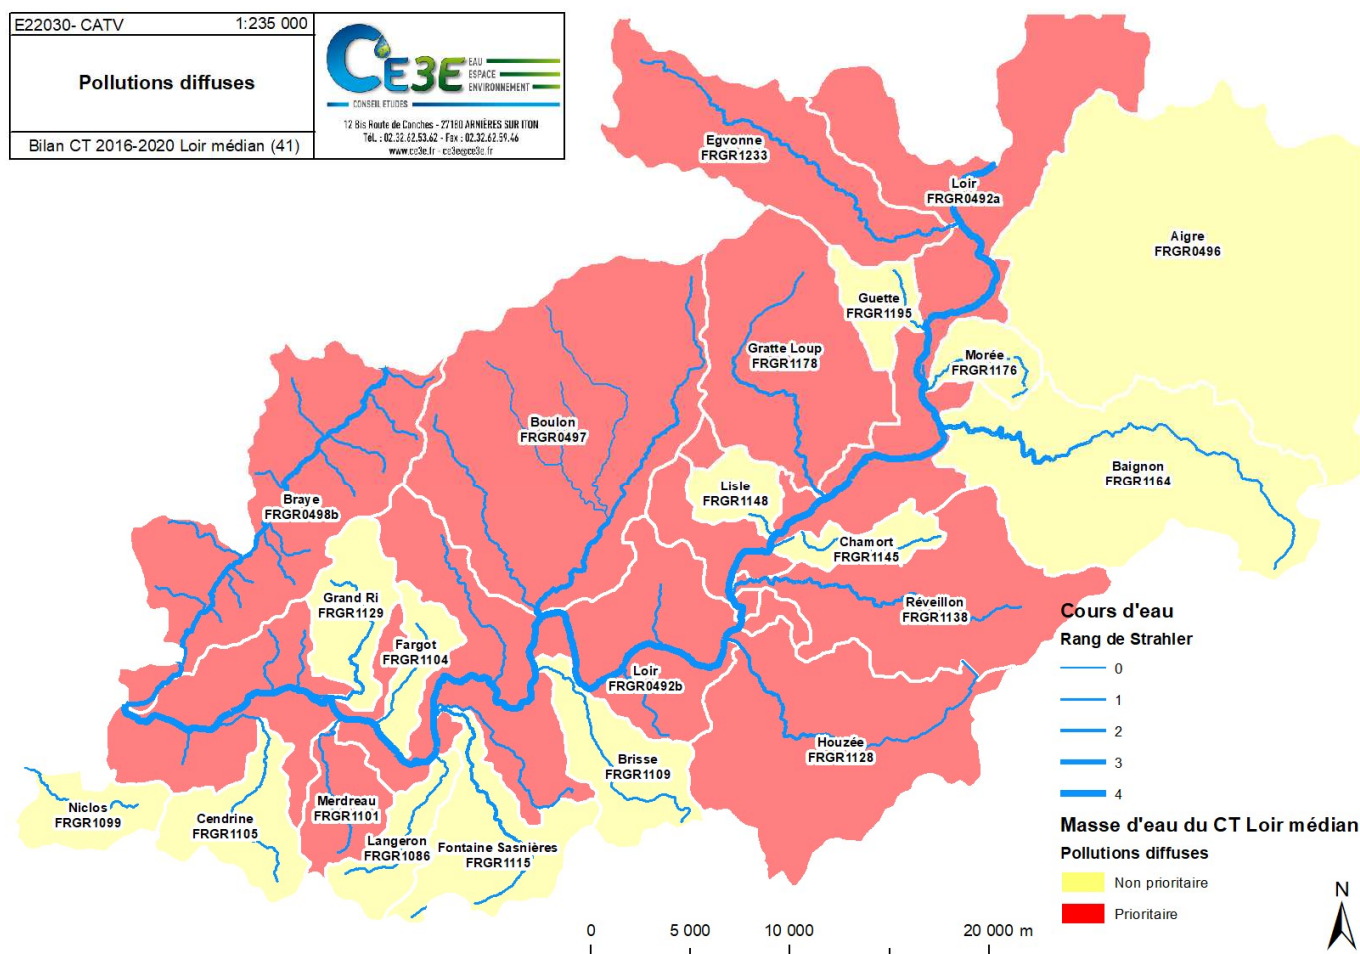 E22030- CATV 1:235 000
Pollutions diffuses
Bilan CT 2016-2020 Loir médian (41)
CE3E
EAU
ESPACE
ENVIRONNEMENT
CONSEIL ETUDES
12 Bis Route de Conches - 27180 ARNIÈRES SUR ITON
Tél. : 02.32.62.53.62 - Fax : 02.32.62.59.46
www.ce3e.fr - ce3e@ce3e.fr
Egvonne
FRGR1233
Loir
FRGR0492a
Aigre
FRGR0496
Guette
FRGR1195
Gratte Loup
FRGR1178
Morée
FRGR1176
Boulon
FRGR0497
Baignon
FRGR1164
Lisle
FRGR1148
Braye
FRGR0498b
Chamort
FRGR1145
Grand Ri
FRGR1129
Réveillon
FRGR1138
Fargot
FRGR1104
Loir
FRGR0492b
Houzée
FRGR1128
Brisse
FRGR1109
Niclos
FRGR1099
Cendrine
FRGR1105
Merdreau
FRGR1101
Langeron
FRGR1086
Fontaine Sasnières
FRGR1115
Cours d'eau
Rang de Strahler
0
1
2
3
4
Masse d'eau du CT Loir médian
Pollutions diffuses
Non prioritaire
Prioritaire
N
0 5 000 10 000 20 000 m